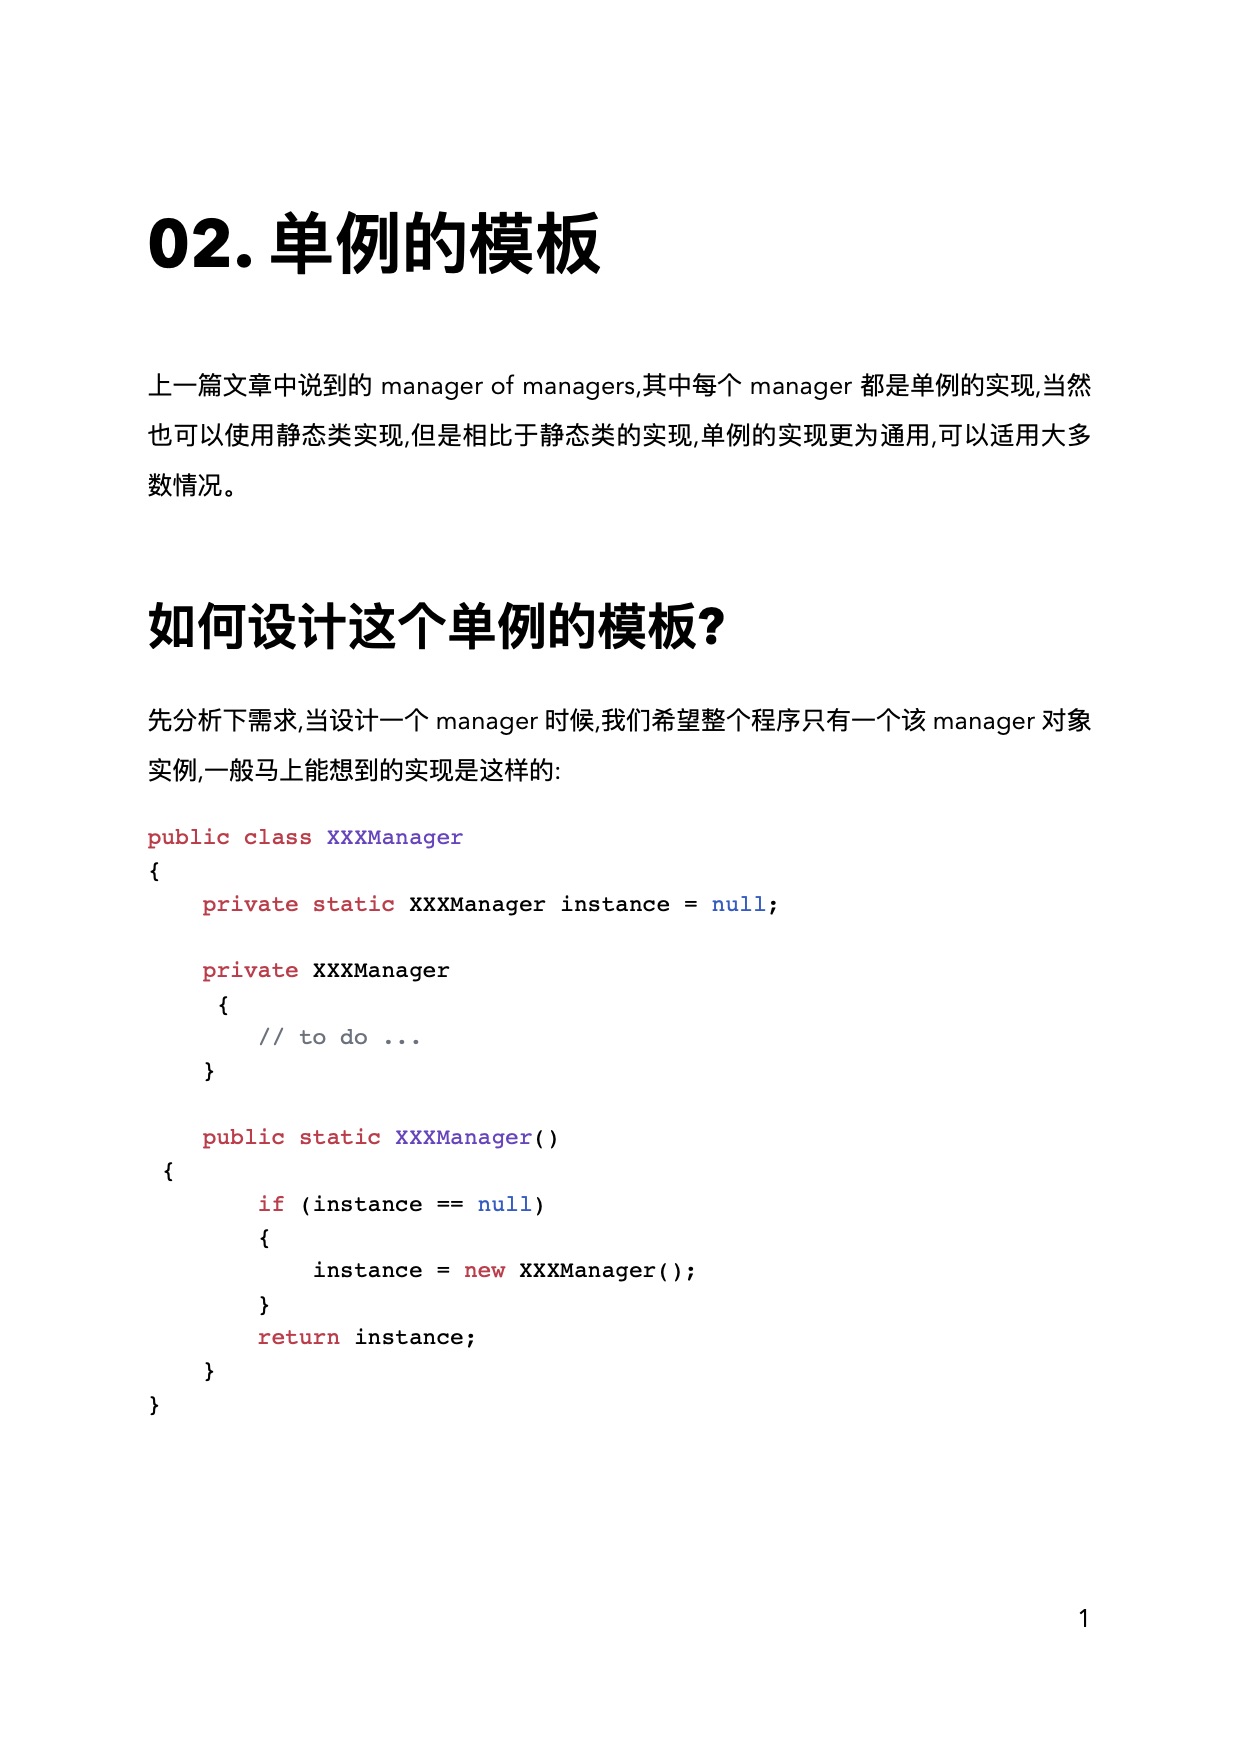 02. 单例的模板
上一篇文章中说到的 manager of managers,其中每个 manager 都是单例的实现,当然
也可以使用静态类实现,但是相比于静态类的实现,单例的实现更为通用,可以适用大多
数情况。
如何设计这个单例的模板?
先分析下需求,当设计一个 manager 时候,我们希望整个程序只有一个该 manager 对象
实例,一般马上能想到的实现是这样的:
public class XXXManager
{
    private static XXXManager instance = null;
    private XXXManager
     {
        // to do ...
    }
    public static XXXManager()
 {
        if (instance == null)
        {
            instance = new XXXManager();
        }
        return instance;
    }
}
1